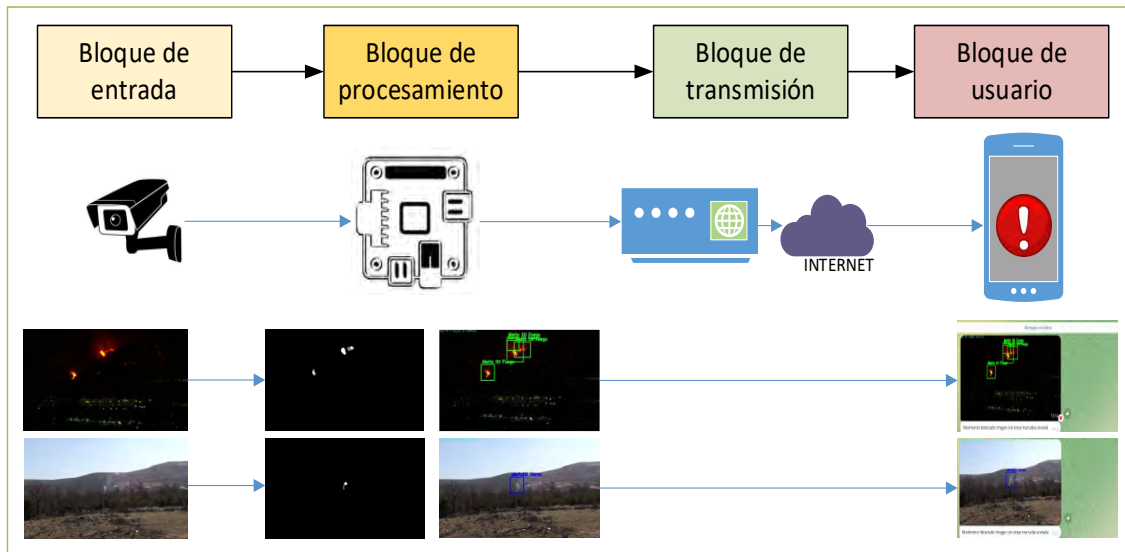 Bloque de
entrada
Bloque de
procesamiento
Bloque de
transmisión
Bloque de
usuario
INTERNET